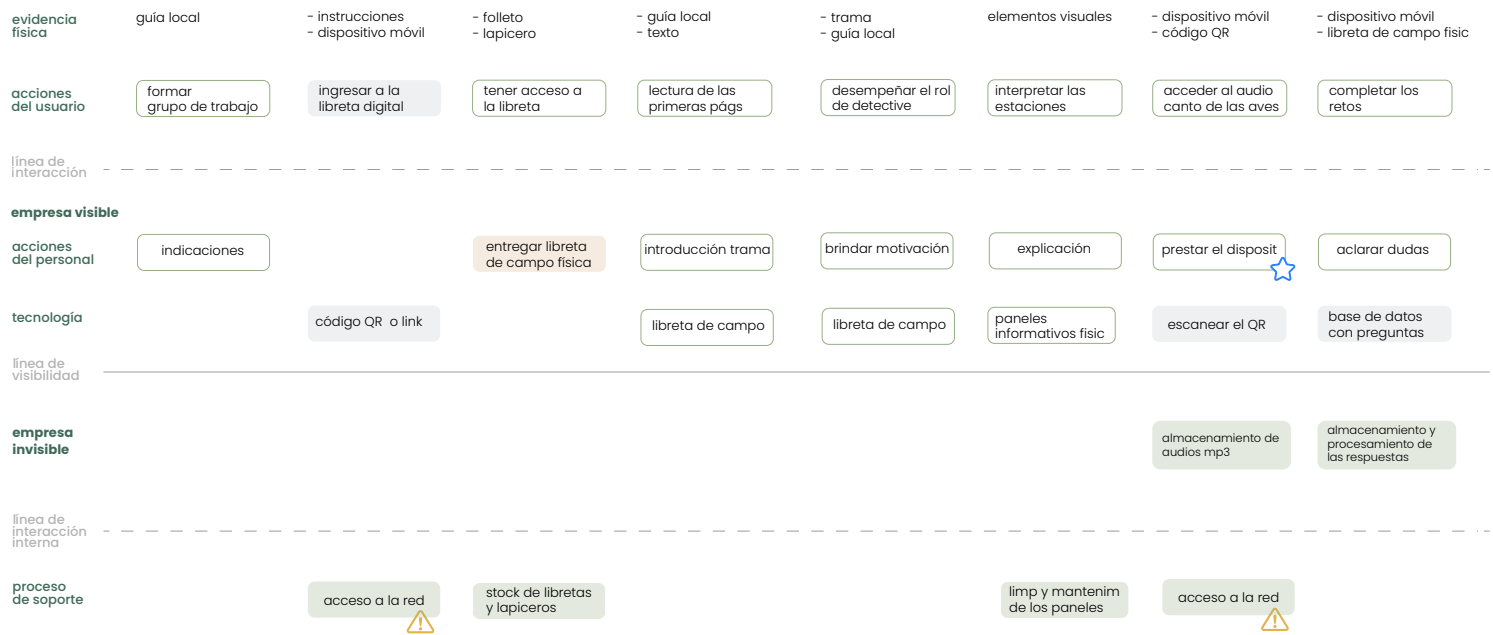 evidencia
física
guía local
- instrucciones
- dispositivo móvil
- folleto
- lapicero
- guía local
- texto
- trama
- guía local
elementos visuales
- dispositivo móvil
- código QR
- dispositivo móvil
- libreta de campo físic
acciones
del usuario
formar
grupo de trabajo
ingresar a la
libreta digital
tener acceso a
la libreta
lectura de las
primeras págs
desempeñar el rol
de detective
interpretar las
estaciones
acceder al audio
canto de las aves
completar los
retos
línea de
interacción
empresa visible
acciones
del personal
indicaciones
entregar libreta
de campo física
introducción trama
brindar motivación
explicación
prestar el disposit
aclarar dudas
tecnología
código QR o link
libreta de campo
libreta de campo
paneles
informativos fisic
escanear el QR
base de datos
con preguntas
línea de
visibilidad
empresa
invisible
almacenamiento de
audios mp3
almacenamiento y
procesamiento de
las respuestas
línea de
interacción
interna
proceso
de soporte
acceso a la red
stock de libretas
y lapiceros
limp y mantenim
de los paneles
acceso a la red